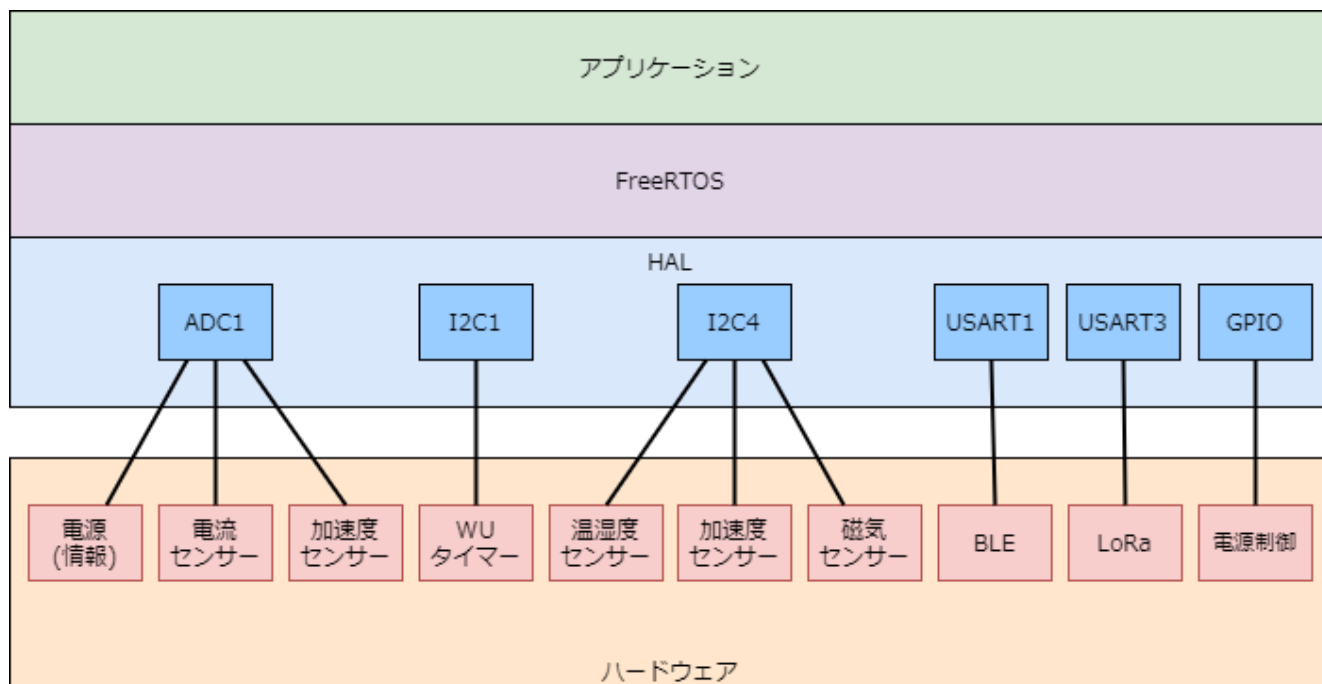 アプリケーション
FreeRTOS
HAL
ADC1
I2C1
I2C4
USART1
USART3
GPIO
電源
(情報)
電流
センサー
加速度
センサー
WU
タイマー
温湿度
センサー
加速度
センサー
磁気
センサー
BLE
LoRa
電源制御
ハードウェア